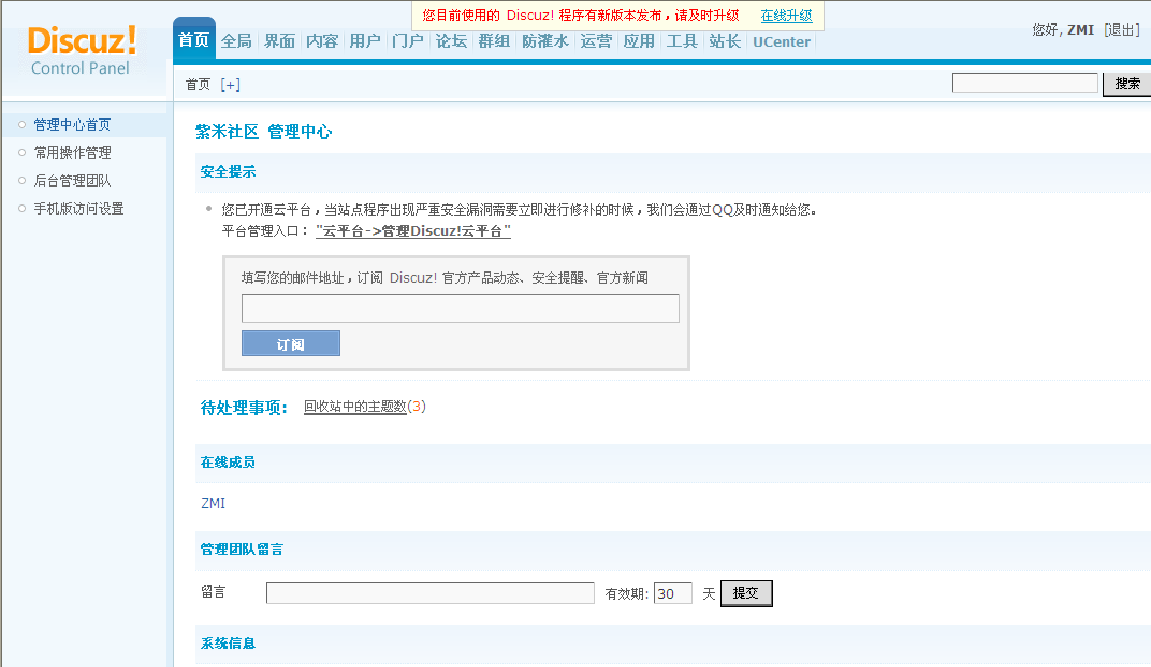 您目前使用的 Discuz! 程序有新版本发布，请及时升级 在线升级
Discuz!
Control Panel
首页 全局 界面 内容 用户 门户 论坛 群组 防灌水 运营 应用 工具 站长 UCenter
您好, ZMI [退出]
首页 [+]
搜索
管理中心首页
常用操作管理
后台管理团队
手机版访问设置
紫米社区 管理中心
安全提示
您已开通云平台，当站点程序出现严重安全漏洞需要立即进行修补的时候，我们会通过QQ及时通知给您。
平台管理入口： "云平台->管理Discuz!云平台"
填写您的邮件地址，订阅 Discuz! 官方产品动态、安全提醒、官方新闻
订阅
待处理事项: 回收站中的主题数(3)
在线成员
ZMI
管理团队留言
留言 有效期: 30 天 提交
系统信息